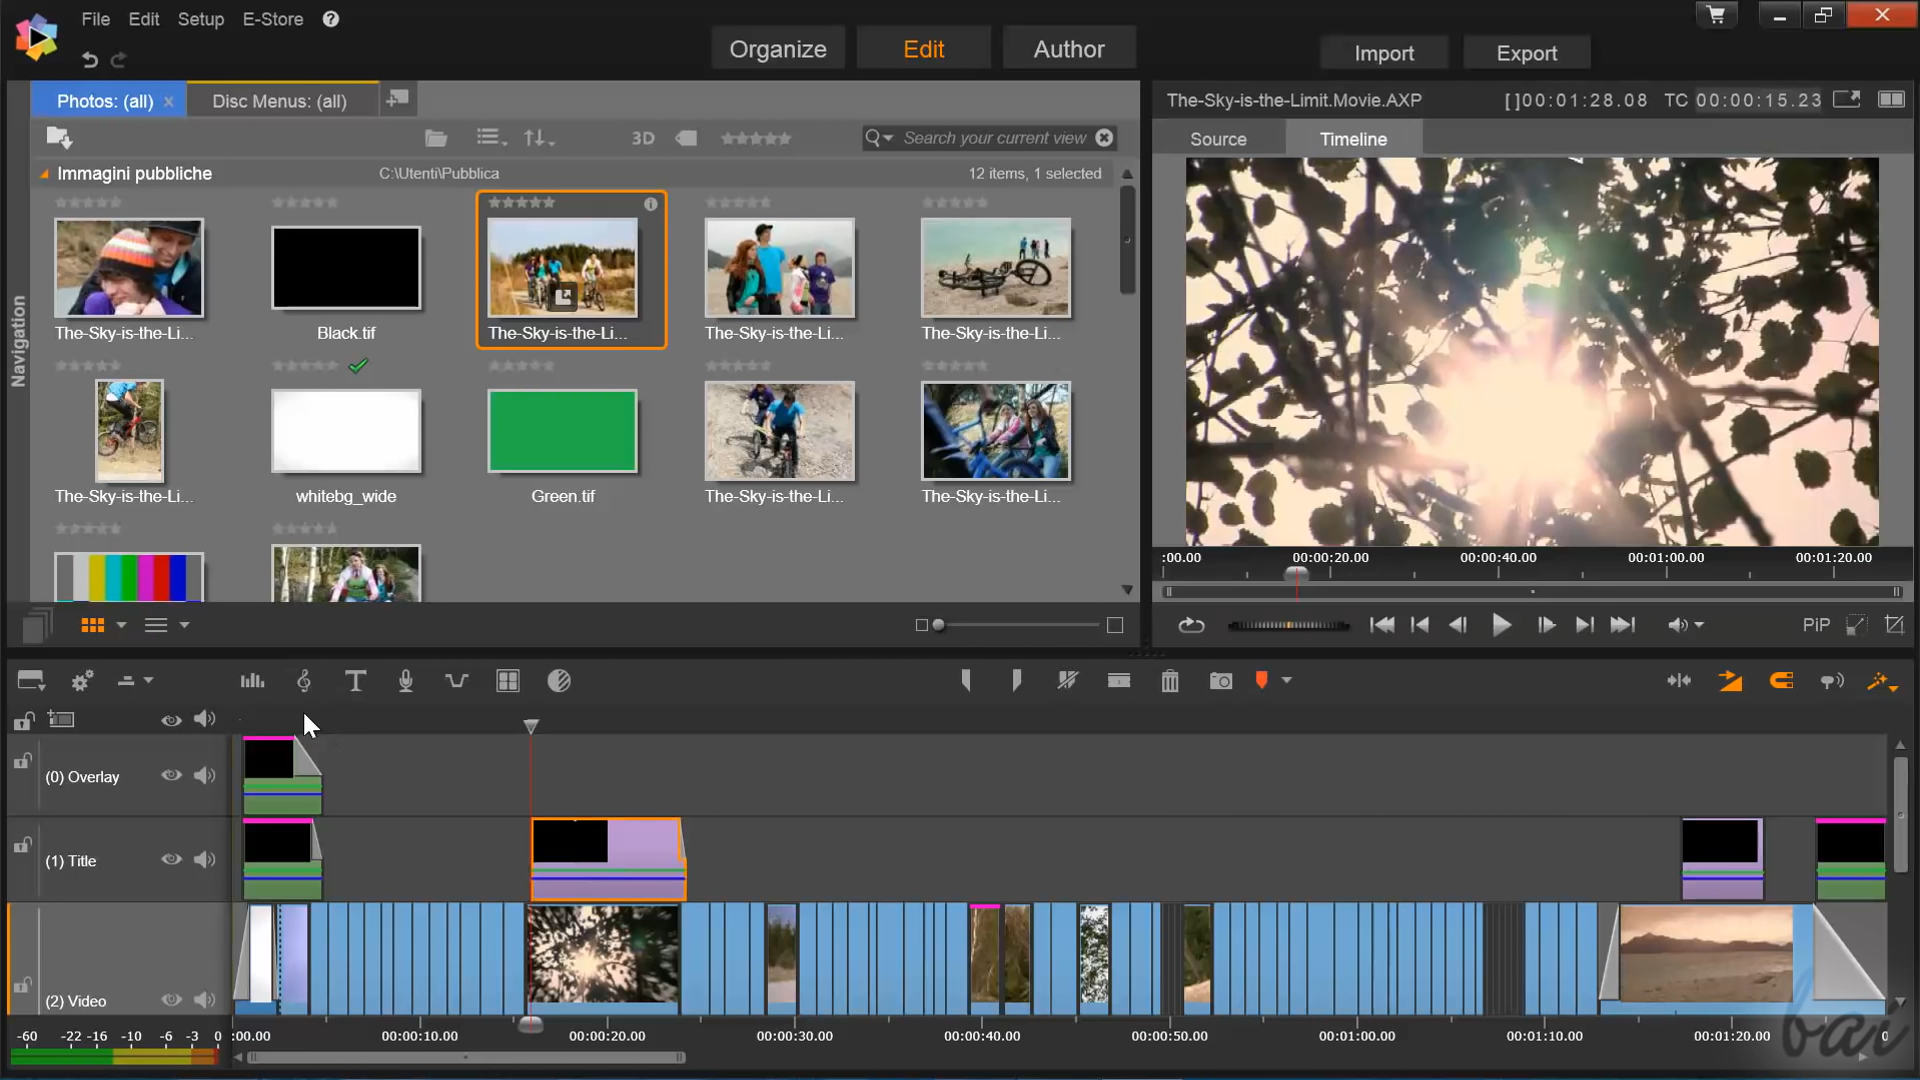 File Edit Setup E-Store ?
Organize Edit Author
Import Export
Photos: (all) × Disc Menus: (all)
The-Sky-is-the-Limit.Movie.AXP []00:01:28.08 TC 00:00:15.23
3D Search your current view
Source Timeline
Immagini pubbliche C:\Utenti\Pubblica 12 items, 1 selected
Navigation
The-Sky-is-the-Li... Black.tif The-Sky-is-the-Li... The-Sky-is-the-Li... The-Sky-is-the-Li...
The-Sky-is-the-Li... whitebg_wide Green.tif The-Sky-is-the-Li... The-Sky-is-the-Li...
:00.00 00:00:20.00 00:00:40.00 00:01:00.00 00:01:20.00
PiP
(0) Overlay
(1) Title
(2) Video
-60 -22 -16 -10 -6 -3 0 :00.00 00:00:10.00 00:00:20.00 00:00:30.00 00:00:40.00 00:00:50.00 00:01:00.00 00:01:10.00 00:01:20.00 0
bai